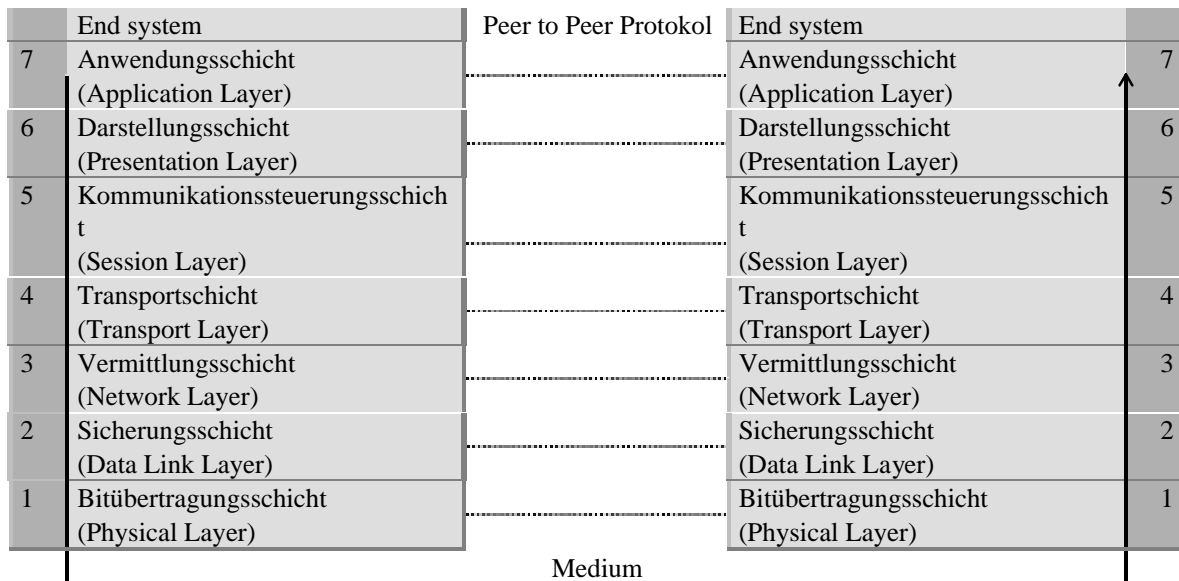 End system Peer to Peer Protokol End system
7 Anwendungsschicht Anwendungsschicht 7
(Application Layer) (Application Layer)
6 Darstellungsschicht Darstellungsschicht 6
(Presentation Layer) (Presentation Layer)
5 Kommunikationssteuerungsschich Kommunikationssteuerungsschich 5
t t
(Session Layer) (Session Layer)
4 Transportschicht Transportschicht 4
(Transport Layer) (Transport Layer)
3 Vermittlungsschicht Vermittlungsschicht 3
(Network Layer) (Network Layer)
2 Sicherungsschicht Sicherungsschicht 2
(Data Link Layer) (Data Link Layer)
1 Bitübertragungsschicht Bitübertragungsschicht 1
(Physical Layer) (Physical Layer)
Medium